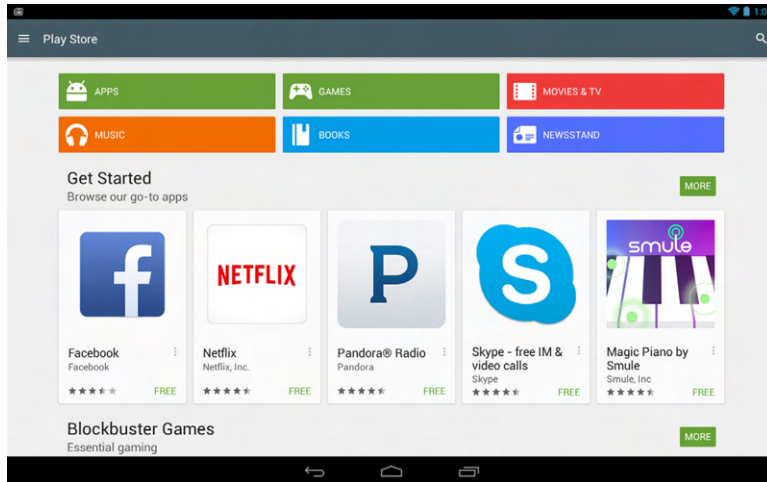 1:0
Play Store
APPS
GAMES
MOVIES & TV
MUSIC
BOOKS
NEWSSTAND
Get Started
Browse our go-to apps
MORE
f
NETFLIX
P
S
smule
Facebook
Facebook
FREE
Netflix
Netflix, Inc.
FREE
Pandora® Radio
Pandora
FREE
Skype - free IM &
video calls
Skype
FREE
Magic Piano by
Smule
Smule, Inc
FREE
Blockbuster Games
Essential gaming
MORE